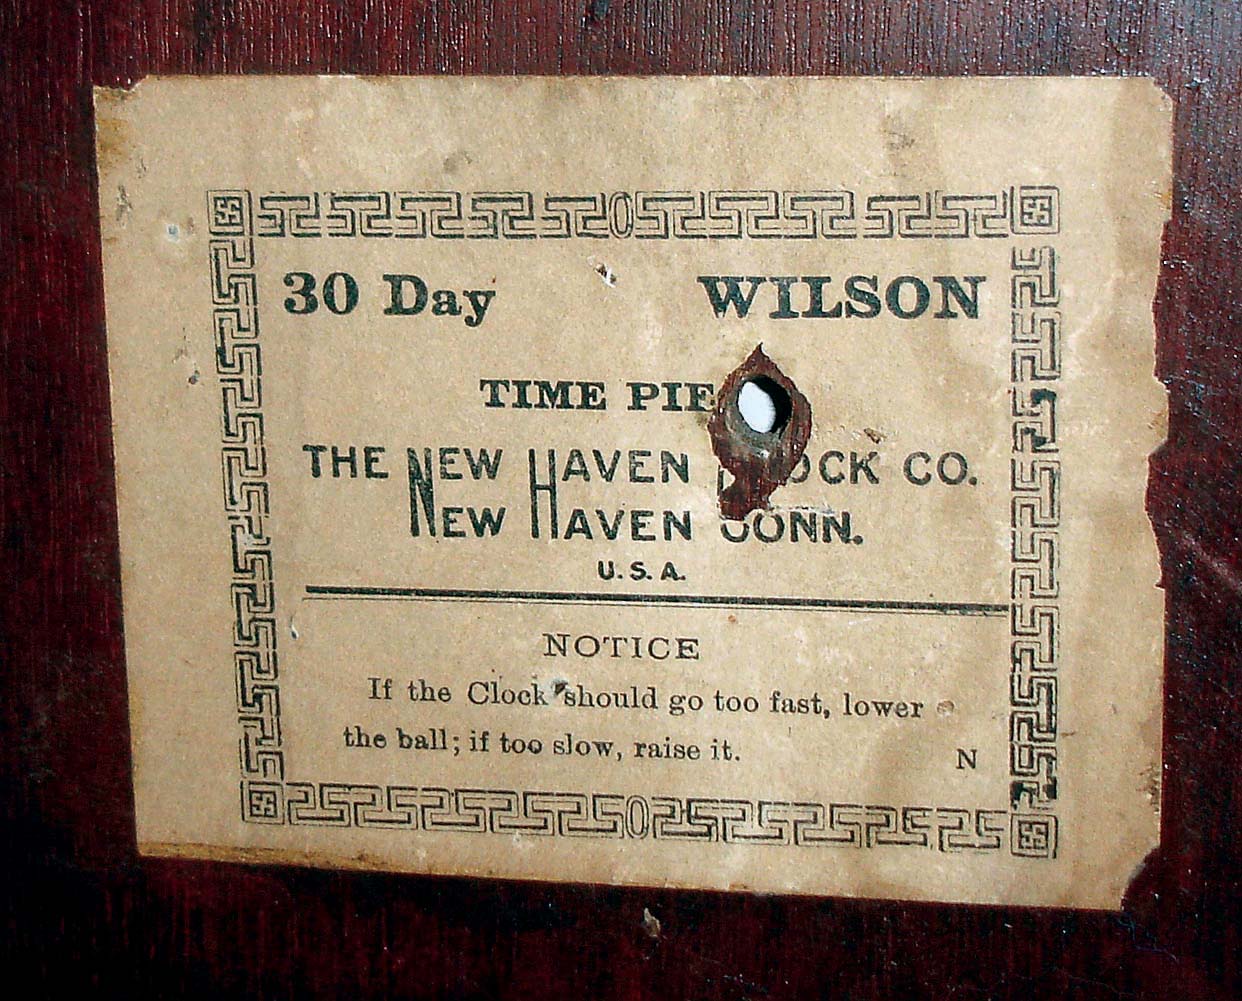 30 Day WILSON
TIME PIE
THE NEW HAVEN OCK CO.
NEW HAVEN CONN.
U.S.A.
NOTICE
If the Clock should go too fast, lower
the ball; if too slow, raise it.
N